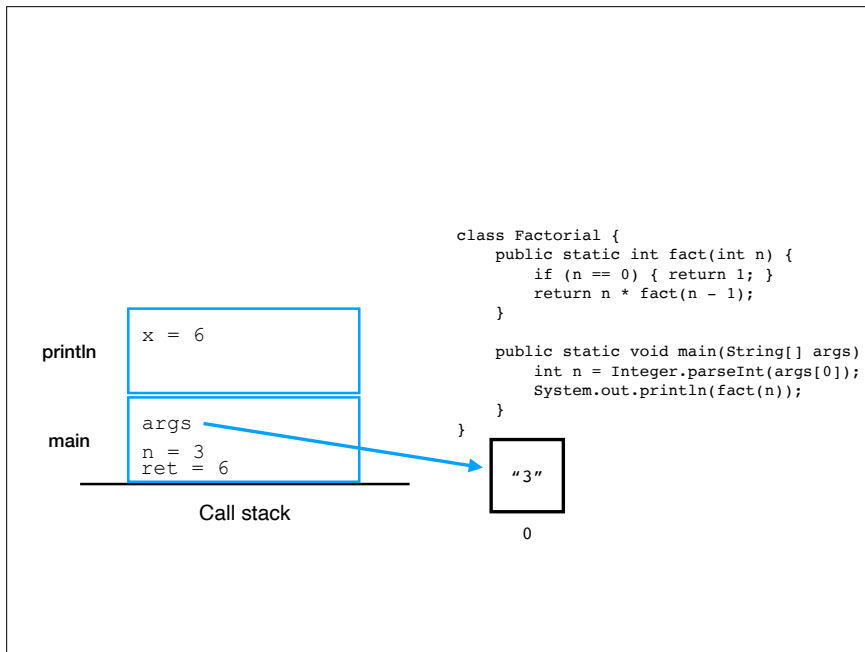 class Factorial {
    public static int fact(int n) {
        if (n == 0) { return 1; }
        return n * fact(n - 1);
    }
    public static void main(String[] args)
        int n = Integer.parseInt(args[0]);
        System.out.println(fact(n));
    }
}
println
x = 6
main
args
n = 3
ret = 6
Call stack
“3”
0